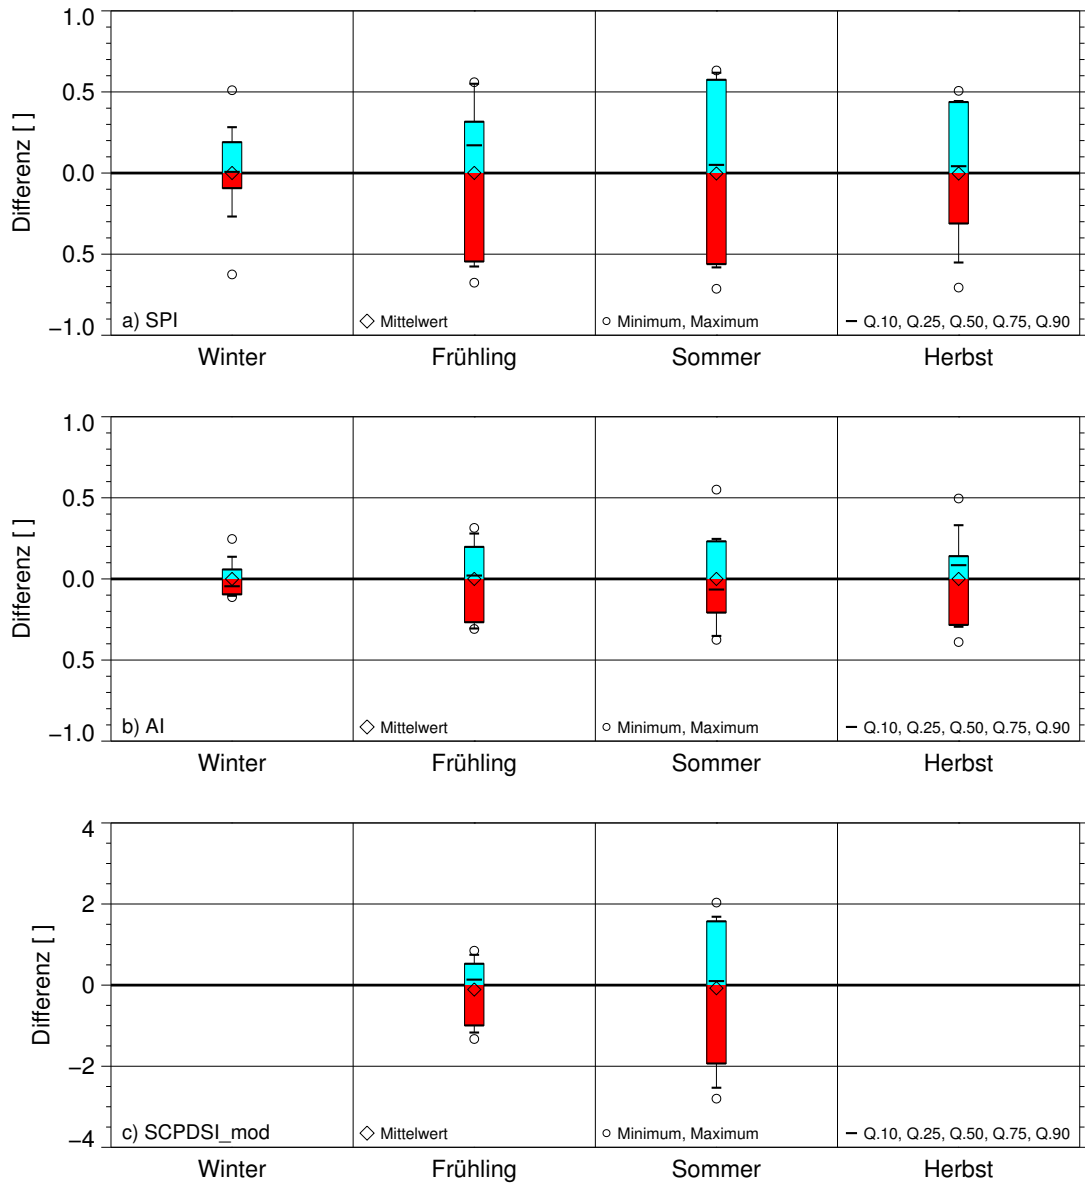 1.0
0.5
0.0
0.5
−1.0
Differenz [ ]
a) SPI
Mittelwert
Minimum, Maximum
Q.10, Q.25, Q.50, Q.75, Q.90
Winter Frühling Sommer Herbst
1.0
0.5
0.0
0.5
−1.0
Differenz [ ]
b) AI
Mittelwert
Minimum, Maximum
Q.10, Q.25, Q.50, Q.75, Q.90
Winter Frühling Sommer Herbst
4
2
0
−2
−4
Differenz [ ]
c) SCPDSI_mod
Mittelwert
Minimum, Maximum
Q.10, Q.25, Q.50, Q.75, Q.90
Winter Frühling Sommer Herbst